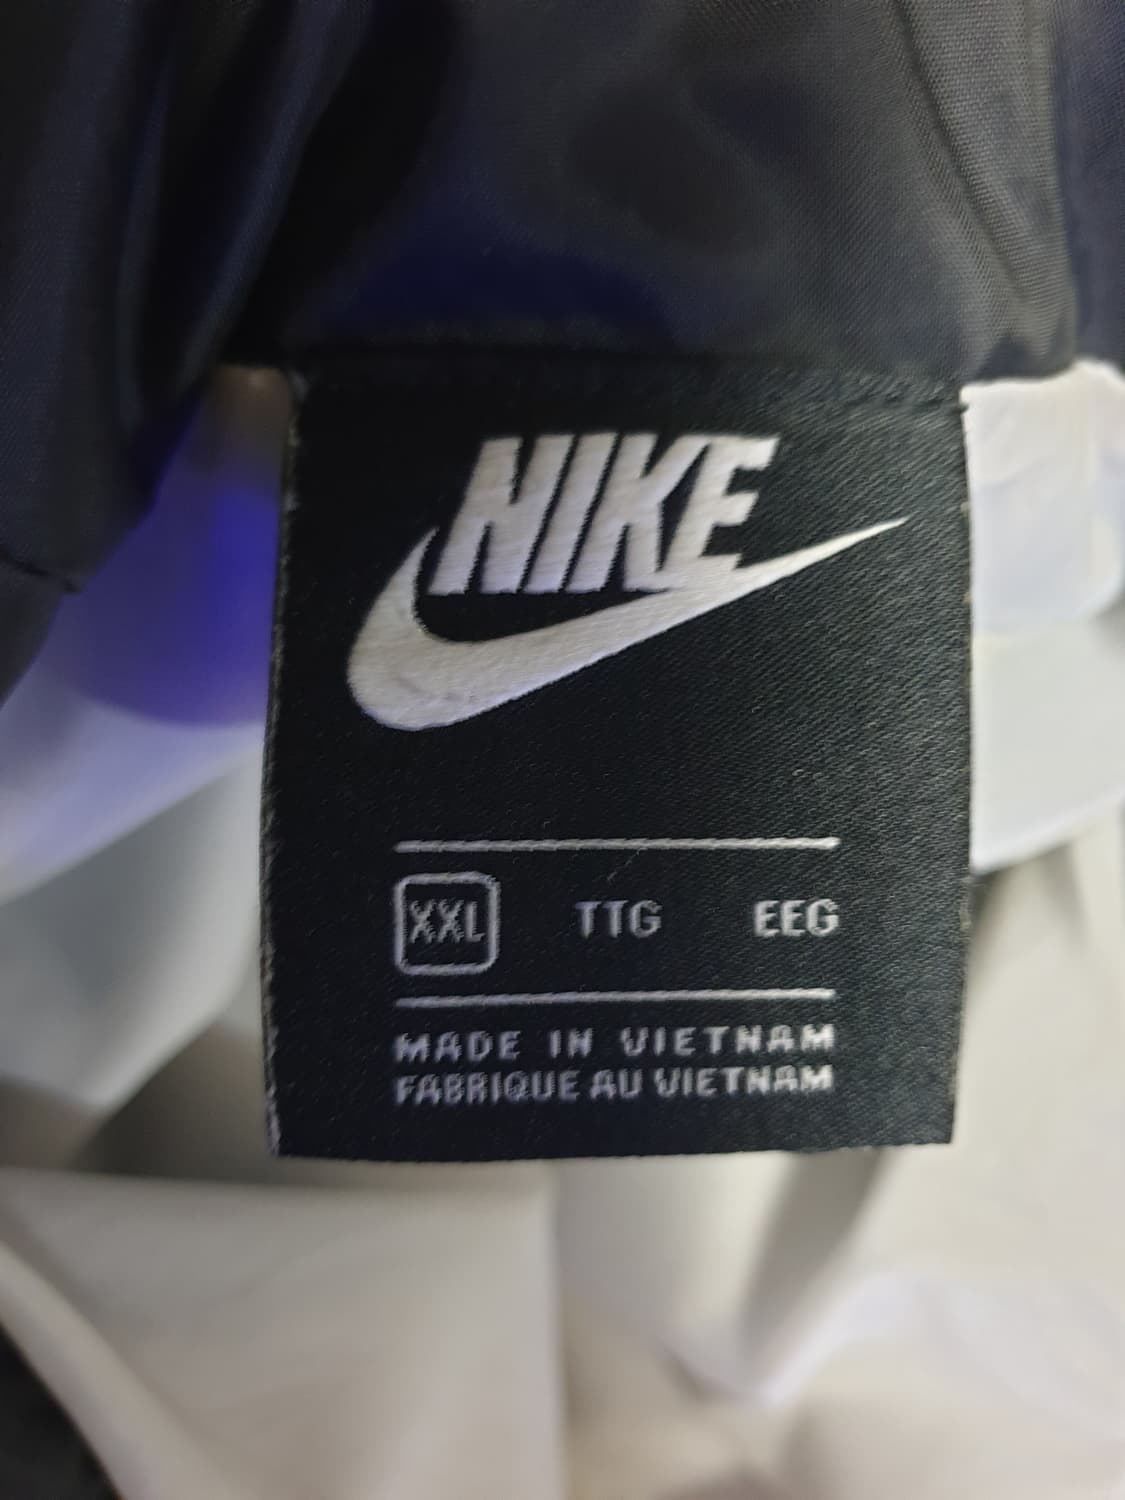 NIKE
XXL TTG EEG
MADE IN VIETNAM
FABRIQUE AU VIETNAM